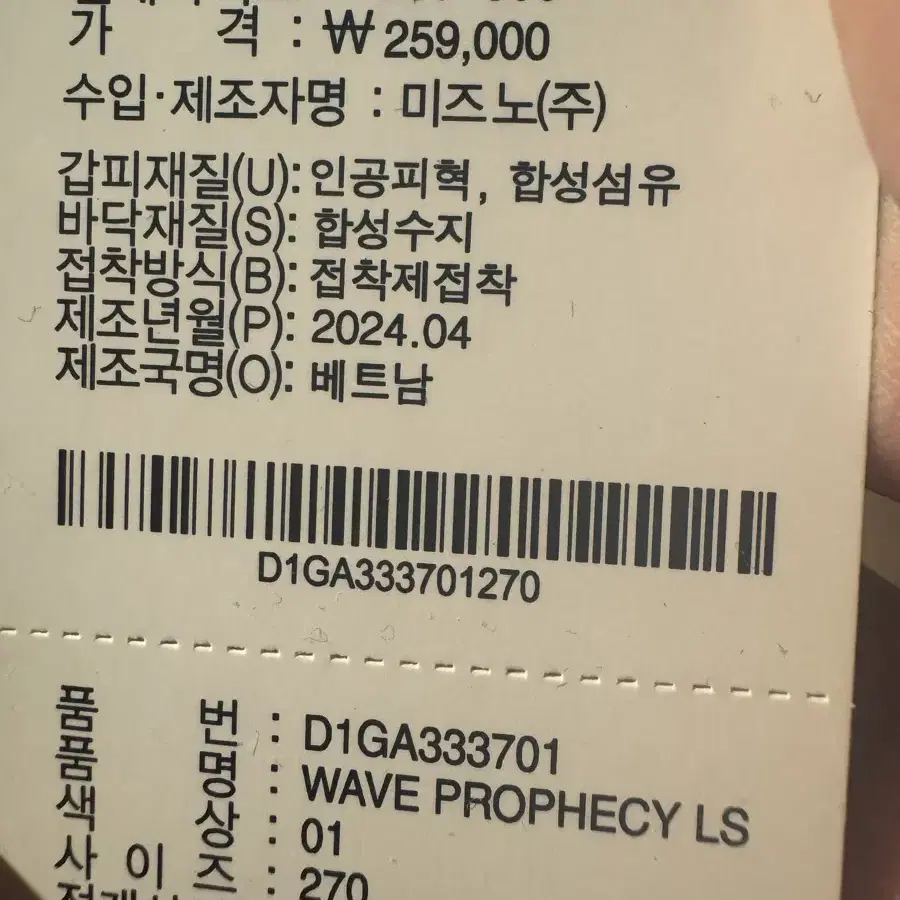 가 격 : ₩ 259,000
수입·제조자명 : 미즈노(주)
갑피재질(U): 인공피혁, 합성섬유
바닥재질(S): 합성수지
접착방식(B): 접착제접착
제조년월(P): 2024.04
제조국명(O): 베트남
D1GA333701270
품 번 : D1GA333701
품 명 : WAVE PROPHECY LS
색 상 : 01
사 이 즈 : 270